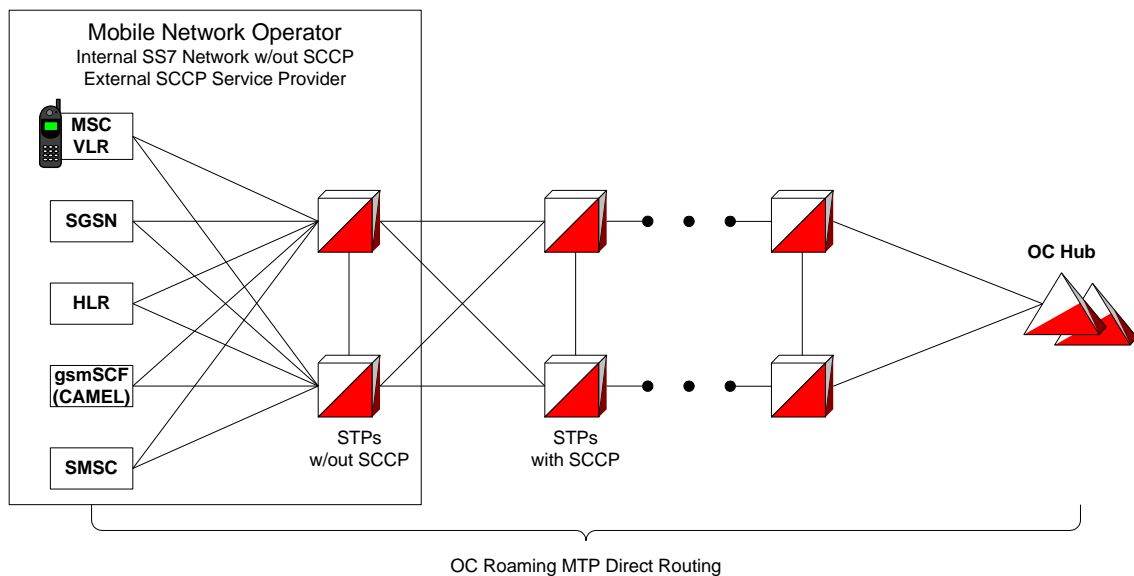 Mobile Network Operator
Internal SS7 Network w/out SCCP
External SCCP Service Provider
MSC
VLR
SGSN
HLR
gsmSCF
(CAMEL)
SMSC
STPs
w/out SCCP
STPs
with SCCP
OC Hub
OC Roaming MTP Direct Routing